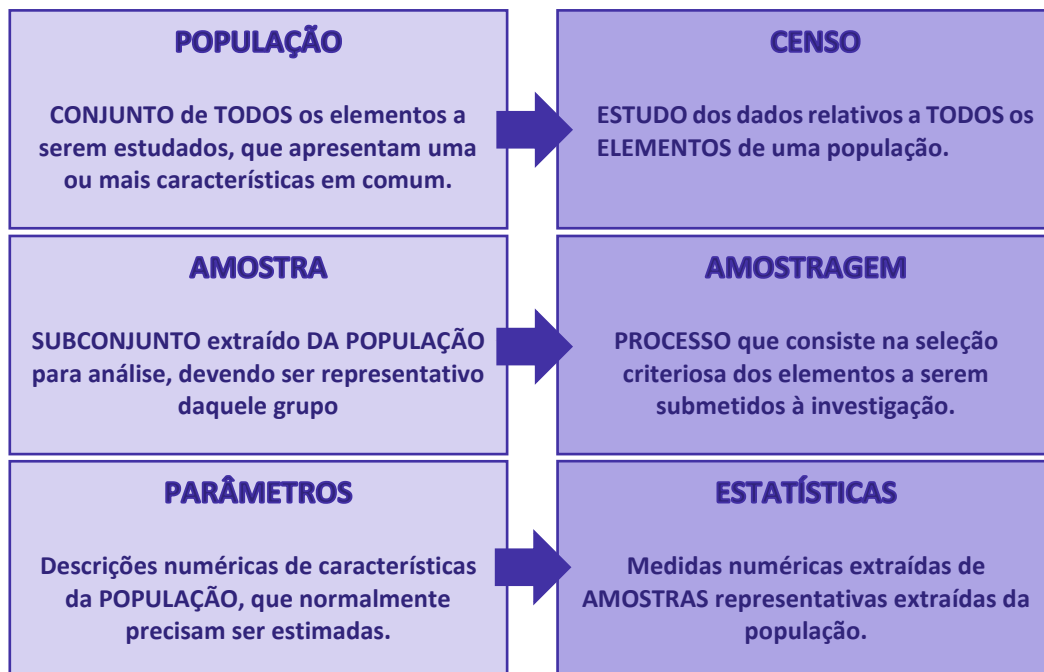 POPULAÇÃO
CONJUNTO de TODOS os elementos a
serem estudados, que apresentam uma
ou mais características em comum.
CENSO
ESTUDO dos dados relativos a TODOS os
ELEMENTOS de uma população.
AMOSTRA
SUBCONJUNTO extraído DA POPULAÇÃO
para análise, devendo ser representativo
daquele grupo
AMOSTRAGEM
PROCESSO que consiste na seleção
criteriosa dos elementos a serem
submetidos à investigação.
PARÂMETROS
Descrições numéricas de características
da POPULAÇÃO, que normalmente
precisam ser estimadas.
ESTATÍSTICAS
Medidas numéricas extraídas de
AMOSTRAS representativas extraídas da
população.